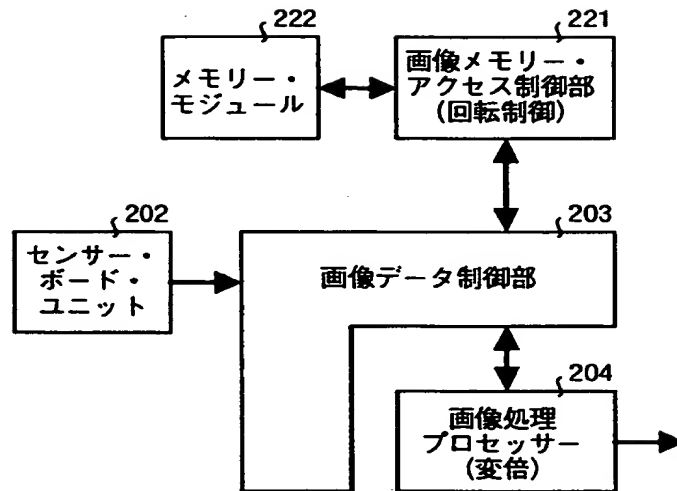 222
メモリー・
モジュール
221
画像メモリー・
アクセス制御部
(回転制御)
202
センサー・
ボード・
ユニット
203
画像データ制御部
204
画像処理
プロセッサー
(変倍)